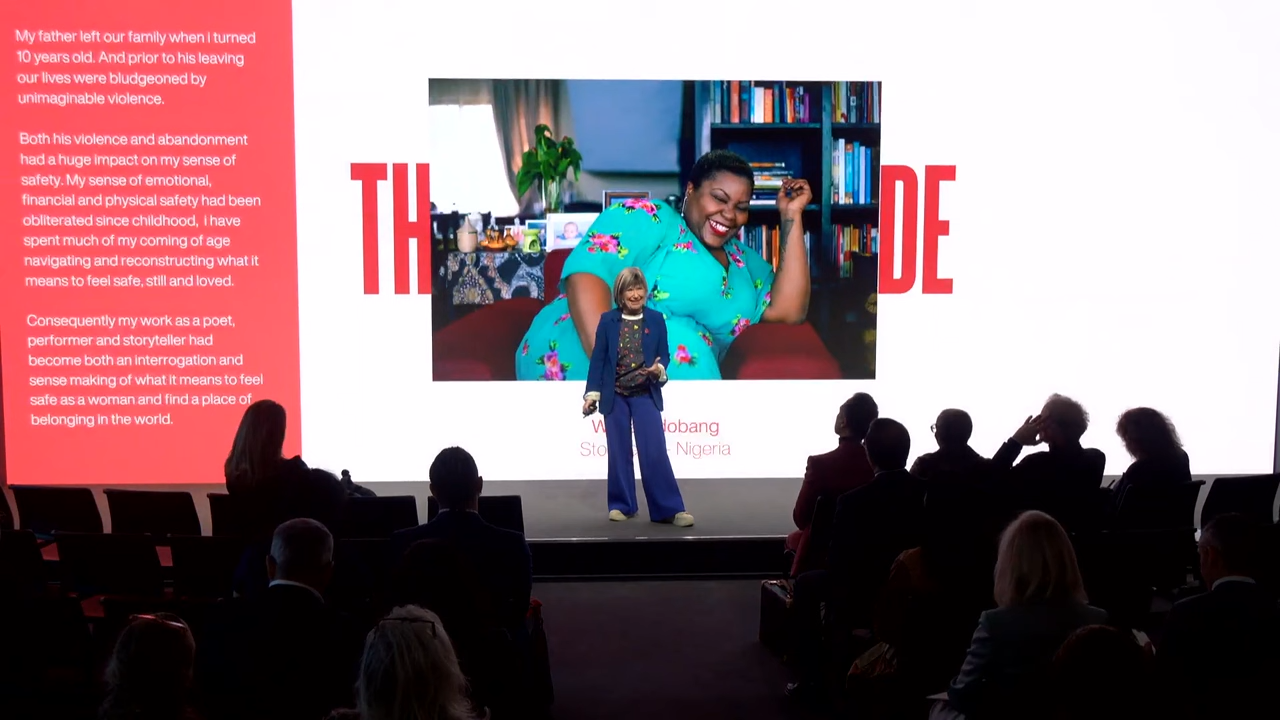 My father left our family when I turned
10 years old. And prior to his leaving
our lives were bludgeoned by
unimaginable violence.
Both his violence and abandonment
had a huge impact on my sense of
safety. My sense of emotional,
financial and physical safety had been
obliterated since childhood, i have
spent much of my coming of age
navigating and reconstructing what it
means to feel safe, still and loved.
Consequently my work as a poet,
performer and storyteller had
become both an interrogation and
sense making of what it means to feel
safe as a woman and find a place of
belonging in the world.
TH DE
Nigeria